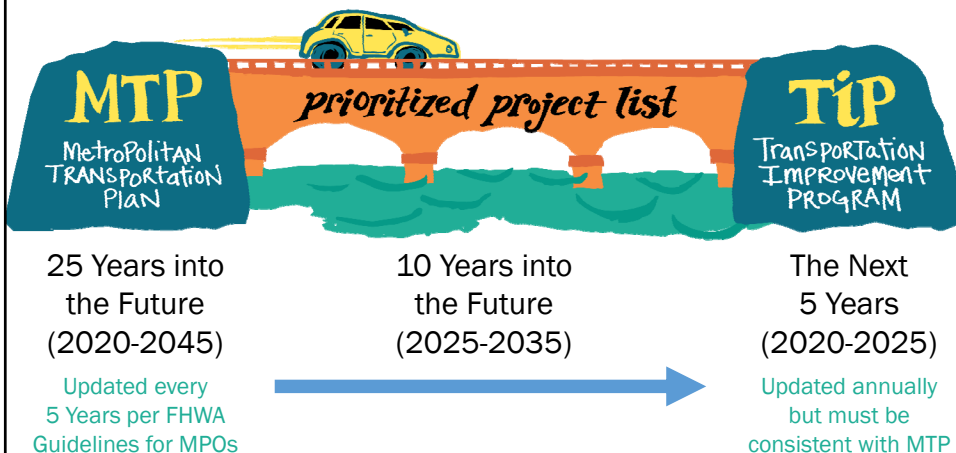 MTP
MetroPolitAN
TRANSPortation
PlAN
prioritized project list
TiP
TranSPORTATION
IMPROVEMENT
PROGRAM
25 Years into
the Future
(2020-2045)
Updated every
5 Years per FHWA
Guidelines for MPOs
10 Years into
the Future
(2025-2035)
The Next
5 Years
(2020-2025)
Updated annually
but must be
consistent with MTP